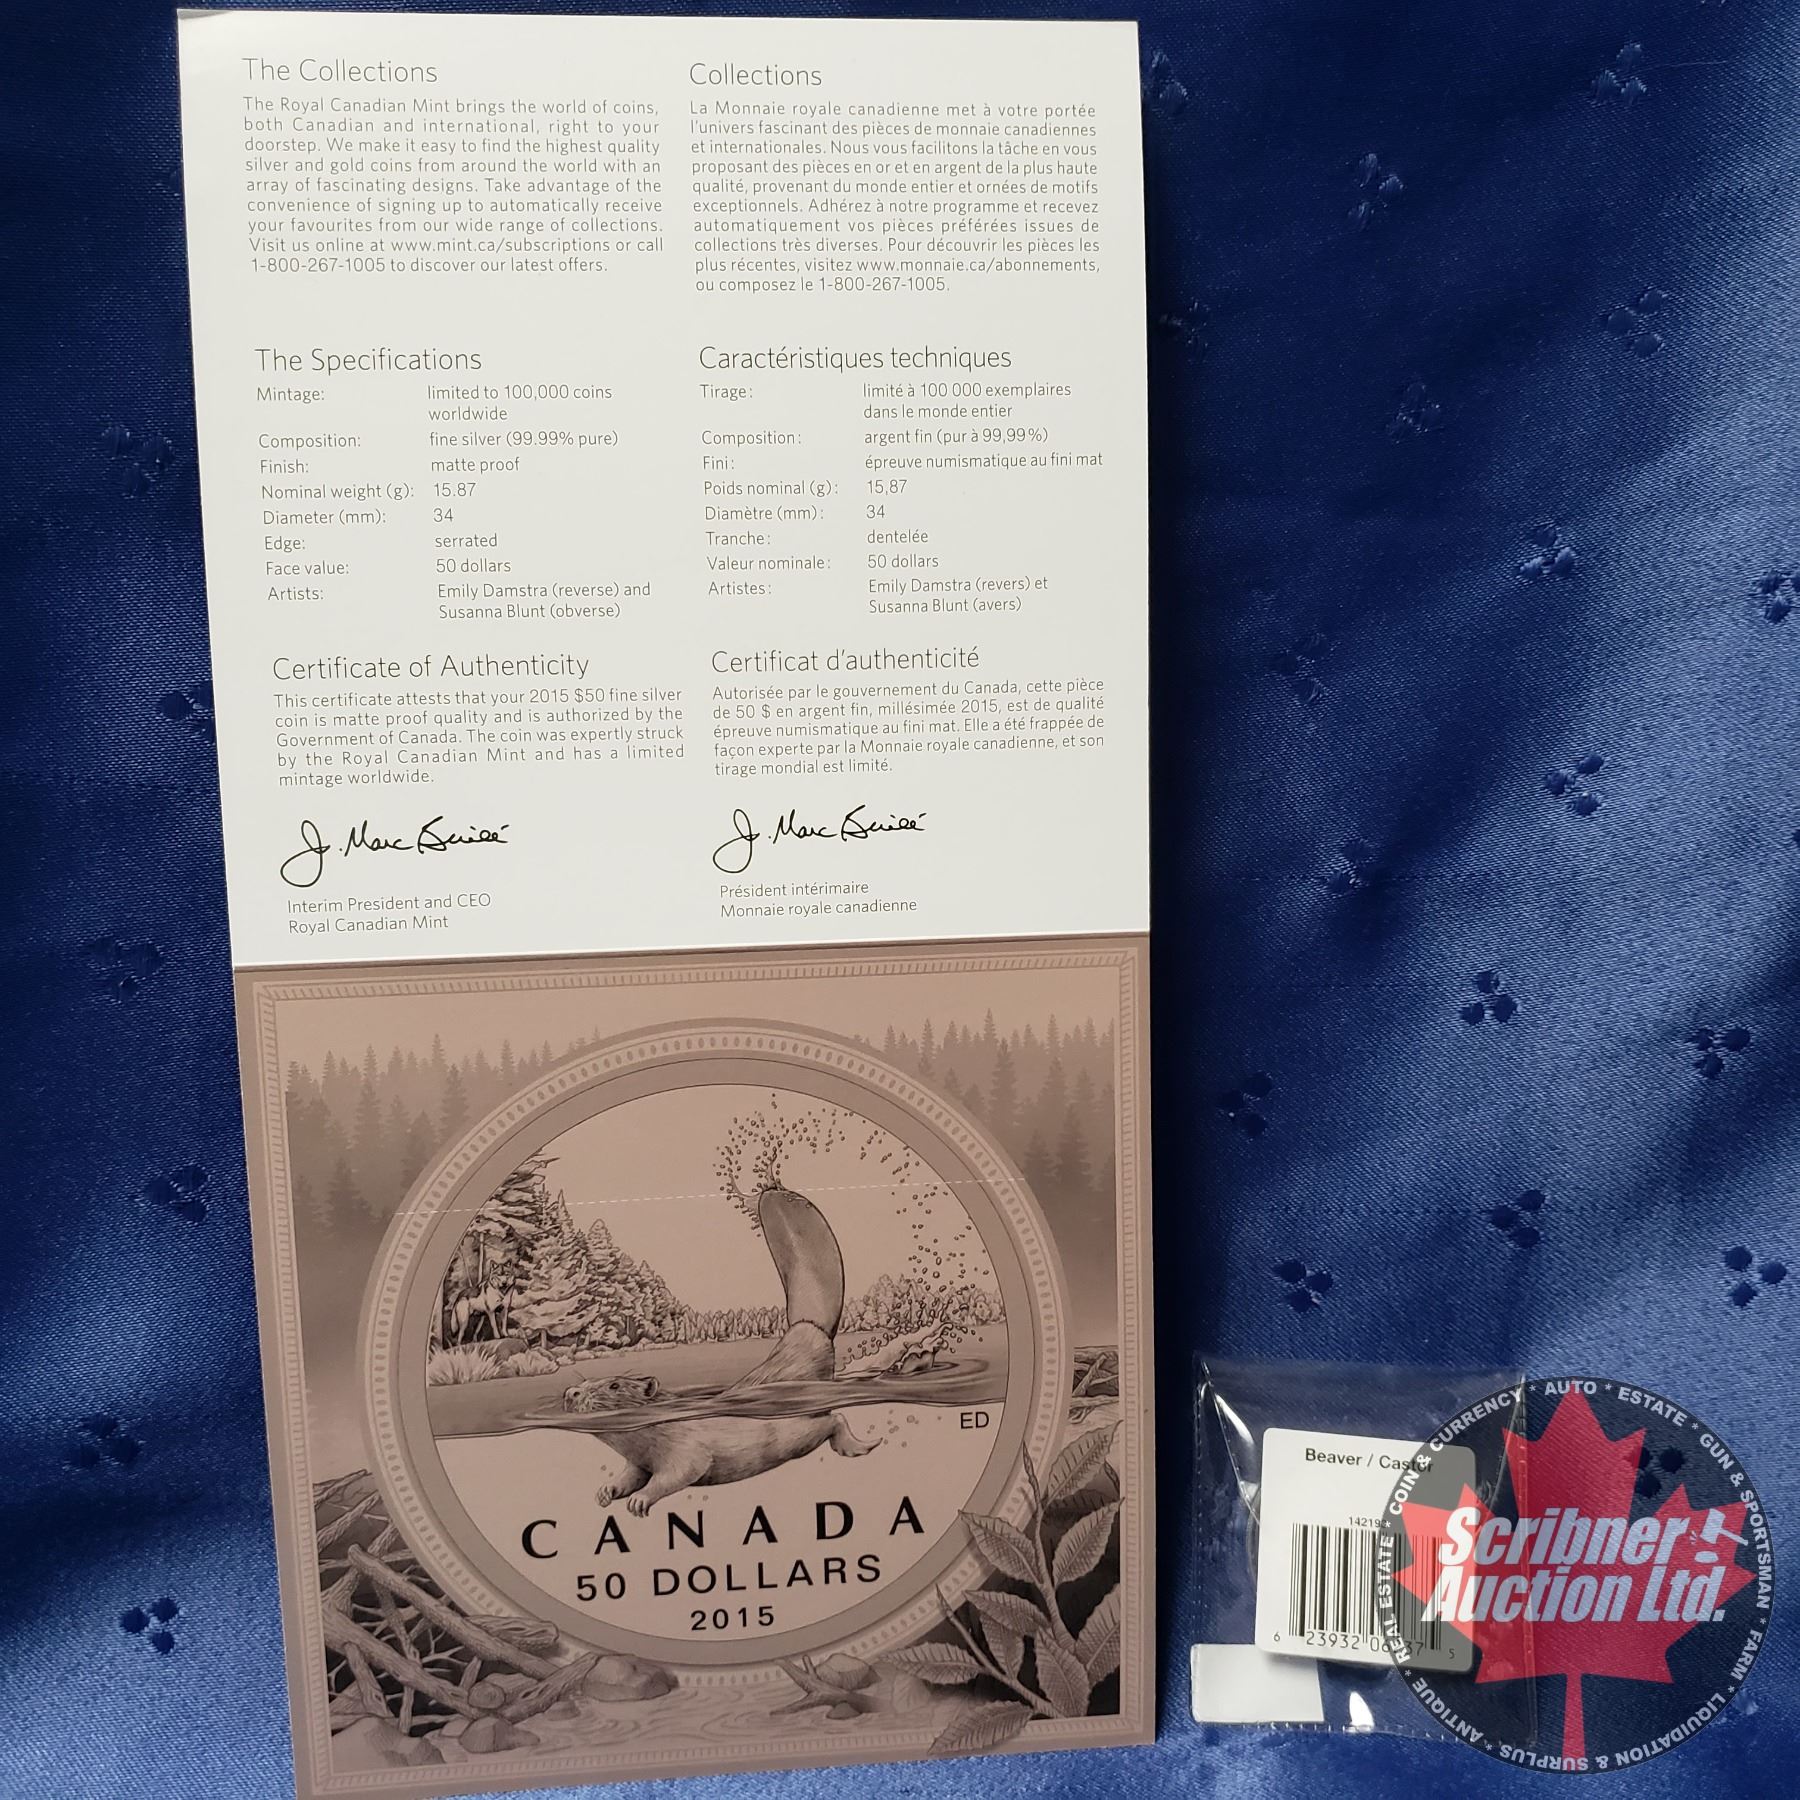 The Collections
The Royal Canadian Mint brings the world of coins,
both Canadian and international, right to your
doorstep. We make it easy to find the highest quality
silver and gold coins from around the world with an
array of fascinating designs. Take advantage of the
convenience of signing up to automatically receive
your favourites from our wide range of collections.
Visit us online at www.mint.ca/subscriptions or call
1-800-267-1005 to discover our latest offers.
Collections
La Monnaie royale canadienne met à votre portée
l'univers fascinant des pièces de monnaie canadiennes
et internationales. Nous vous facilitons la tâche en vous
proposant des pièces en or et en argent de la plus haute
qualité, provenant du monde entier et ornées de motifs
exceptionnels. Adhérez à notre programme et recevez
automatiquement vos pièces préférées issues de
collections très diverses. Pour découvrir les pièces les
plus récentes, visitez www.monnaie.ca/abonnements,
ou composez le 1-800-267-1005.
The Specifications
Mintage: limited to 100,000 coins
worldwide
Composition: fine silver (99.99% pure)
Finish: matte proof
Nominal weight (g): 15.87
Diameter (mm): 34
Edge: serrated
Face value: 50 dollars
Artists: Emily Damstra (reverse) and
Susanna Blunt (obverse)
Caractéristiques techniques
Tirage: limité à 100 000 exemplaires
dans le monde entier
Composition: argent fin (pur à 99,99%)
Fini: épreuve numismatique au fini mat
Poids nominal (g): 15,87
Diamètre (mm): 34
Tranche: dentelée
Valeur nominale: 50 dollars
Artistes: Emily Damstra (revers) et
Susanna Blunt (avers)
Certificate of Authenticity
This certificate attests that your 2015 $50 fine silver
coin is matte proof quality and is authorized by the
Government of Canada. The coin was expertly struck
by the Royal Canadian Mint and has a limited
mintage worldwide.
J. Marc Brûlé
Interim President and CEO
Royal Canadian Mint
Certificat d'authenticité
Autorisée par le gouvernement du Canada, cette pièce
de 50 $ en argent fin, millésimée 2015, est de qualité
épreuve numismatique au fini mat. Elle a été frappée de
façon experte par la Monnaie royale canadienne, et son
tirage mondial est limité.
J. Marc Brûlé
Président intérimaire
Monnaie royale canadienne
ED
CANADA
50 DOLLARS
2015
Beaver / Castor
14219
6 23932 06 37 5
Scribner
Auction Ltd.
* AUTO * ESTATE * GUN & SPORTSMAN * FARM * LIQUIDATION & SURPLUS * ANTIQUE * REAL ESTATE * COIN & CURRENCY